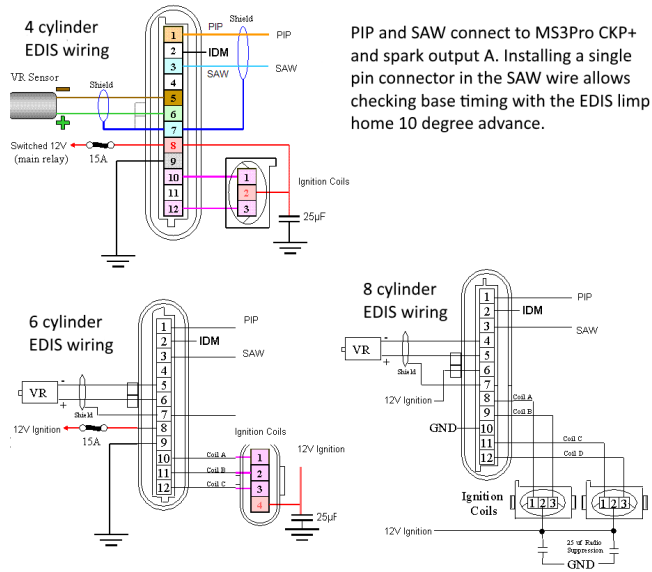 4 cylinder
EDIS wiring
Shield
PIP
PIP
1
2
IDM
3
SAW
SAW
4
VR Sensor
Shield
5
6
7
Switched 12V
(main relay)
15A
8
9
10
11
12
1
2
3
Ignition Coils
25µF
PIP and SAW connect to MS3Pro CKP+
and spark output A. Installing a single
pin connector in the SAW wire allows
checking base timing with the EDIS limp
home 10 degree advance.
6 cylinder
EDIS wiring
PIP
1
2
IDM
3
SAW
4
VR
-
+
5
6
Shield
7
12V Ignition
15A
8
9
10
11
12
Coil A
Coil B
Coil C
Ignition Coils
1
2
3
4
12V Ignition
25µF
8 cylinder
EDIS wiring
1
PIP
2
IDM
3
SAW
4
VR
-
+
5
Shield
6
12V Ignition
7
8
Coil A
9
Coil B
GND
10
11
Coil C
12
Coil D
Ignition
Coils
1 2 3
1 2 3
12V Ignition
25 uf Radio
Suppression
GND